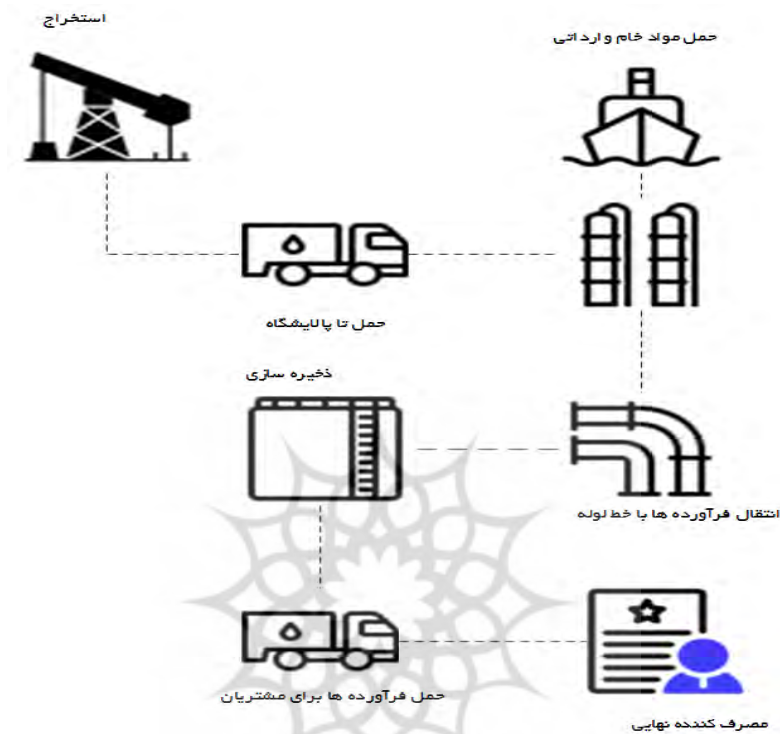 استخراج
حمل مواد خام وارداتی
حمل تا پالایشگاه
ذخیره سازی
انتقال فرآورده ها با خط لوله
حمل فرآورده ها برای مشتریان
مصرف کننده نهایی